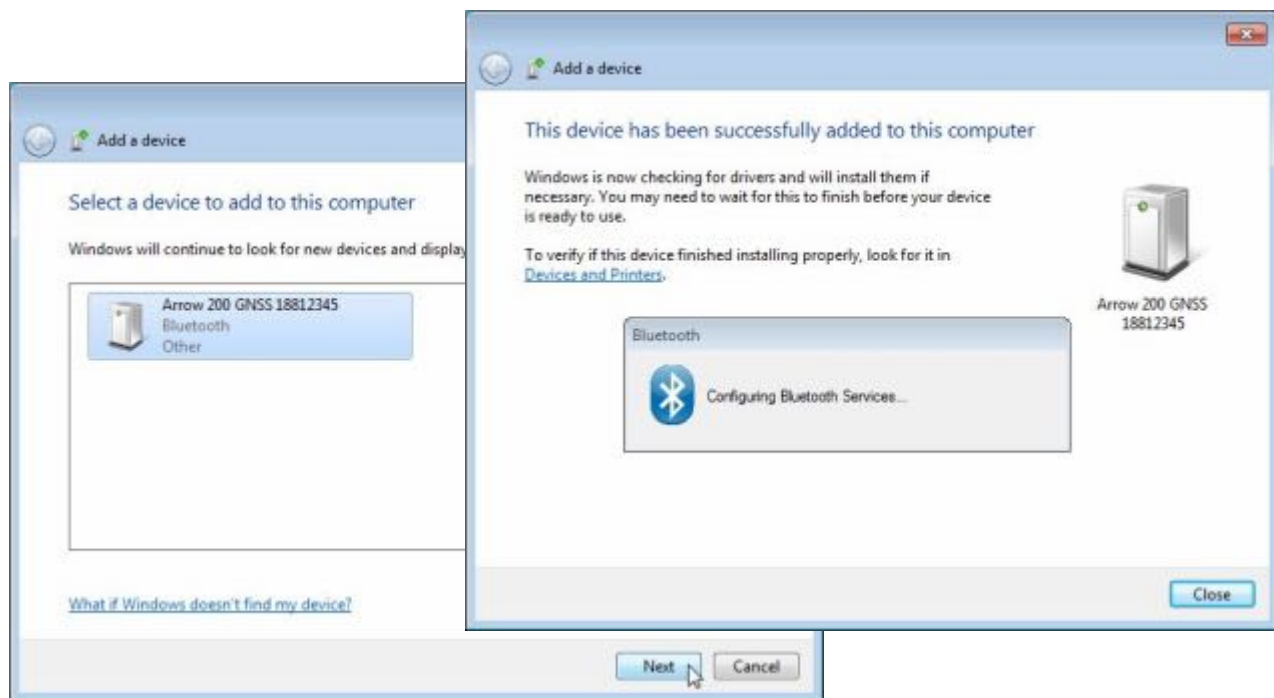 Add a device
Select a device to add to this computer
Windows will continue to look for new devices and display
Arrow 200 GNSS 18812345
Bluetooth
Other
What if Windows doesn't find my device?
Next
Cancel
Add a device
This device has been successfully added to this computer
Windows is now checking for drivers and will install them if
necessary. You may need to wait for this to finish before your device
is ready to use.
To verify if this device finished installing properly, look for it in
Devices and Printers.
Arrow 200 GNSS
18812345
Bluetooth
Configuring Bluetooth Services...
Close